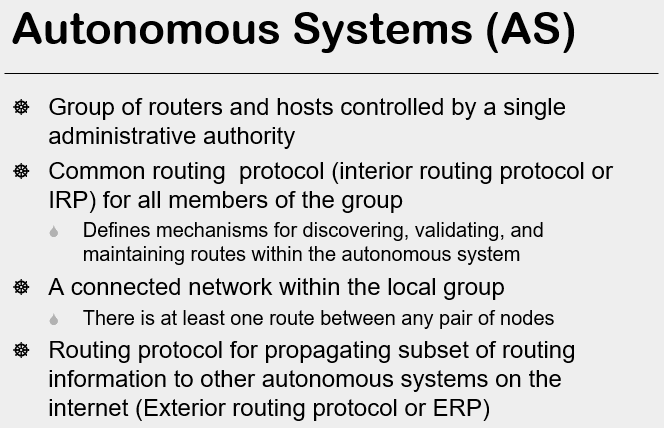 Autonomous Systems (AS)
Group of routers and hosts controlled by a single
administrative authority
Common routing protocol (interior routing protocol or
IRP) for all members of the group
Defines mechanisms for discovering, validating, and
maintaining routes within the autonomous system
A connected network within the local group
There is at least one route between any pair of nodes
Routing protocol for propagating subset of routing
information to other autonomous systems on the
internet (Exterior routing protocol or ERP)